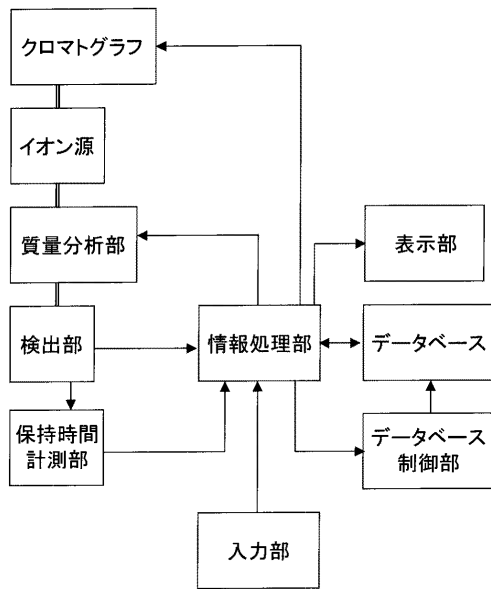 クロマトグラフ
イオン源
質量分析部
表示部
検出部
情報処理部
データベース
保持時間
計測部
データベース
制御部
入力部